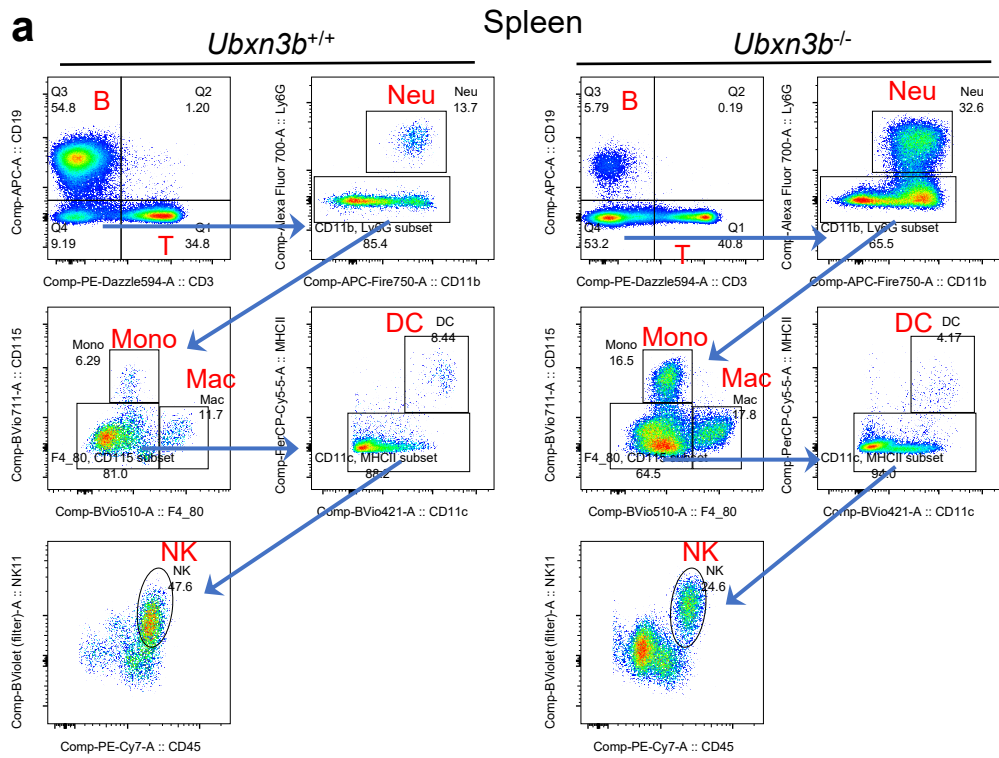 a
Spleen
Ubxn3b+/+
Ubxn3b-/-
Comp-APC-A :: CD19
Q3
54.8
B
Q2
1.20
Q4
9.19
T
Q1
34.8
Comp-PE-Dazzle594-A :: CD3
Comp-Alexa Fluor 700-A :: Ly6G
Neu
Neu
13.7
CD11b, Ly6G subset
85.4
Comp-APC-Fire750-A :: CD11b
Comp-APC-A :: CD19
Q3
5.79
B
Q2
0.19
Q4
53.2
T
Q1
40.8
Comp-PE-Dazzle594-A :: CD3
Comp-Alexa Fluor 700-A :: Ly6G
Neu
Neu
32.6
CD11b, Ly6G subset
65.5
Comp-APC-Fire750-A :: CD11b
Comp-BVio711-A :: CD115
Mono
Mono
6.29
Mac
Mac
11.7
F4_80, CD115 subset
81.0
Comp-BVio510-A :: F4_80
Comp-PerCP-Cy5-5-A :: MHCII
DC
DC
8.44
CD11c, MHCII subset
88.2
Comp-BVio421-A :: CD11c
Comp-BVio711-A :: CD115
Mono
Mono
16.5
Mac
Mac
17.8
F4_80, CD115 subset
64.5
Comp-BVio510-A :: F4_80
Comp-PerCP-Cy5-5-A :: MHCII
DC
DC
4.17
CD11c, MHCII subset
94.0
Comp-BVio421-A :: CD11c
Comp-BViolet (filter)-A :: NK11
NK
NK
47.6
Comp-PE-Cy7-A :: CD45
Comp-BViolet (filter)-A :: NK11
NK
NK
24.6
Comp-PE-Cy7-A :: CD45